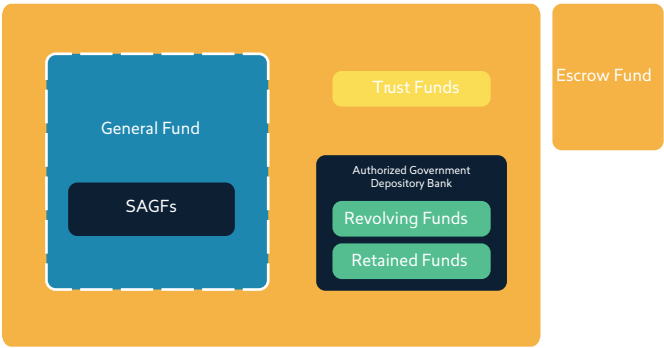 General Fund
SAGFs
Trust Funds
Authorized Government
Depository Bank
Revolving Funds
Retained Funds
Escrow Fund